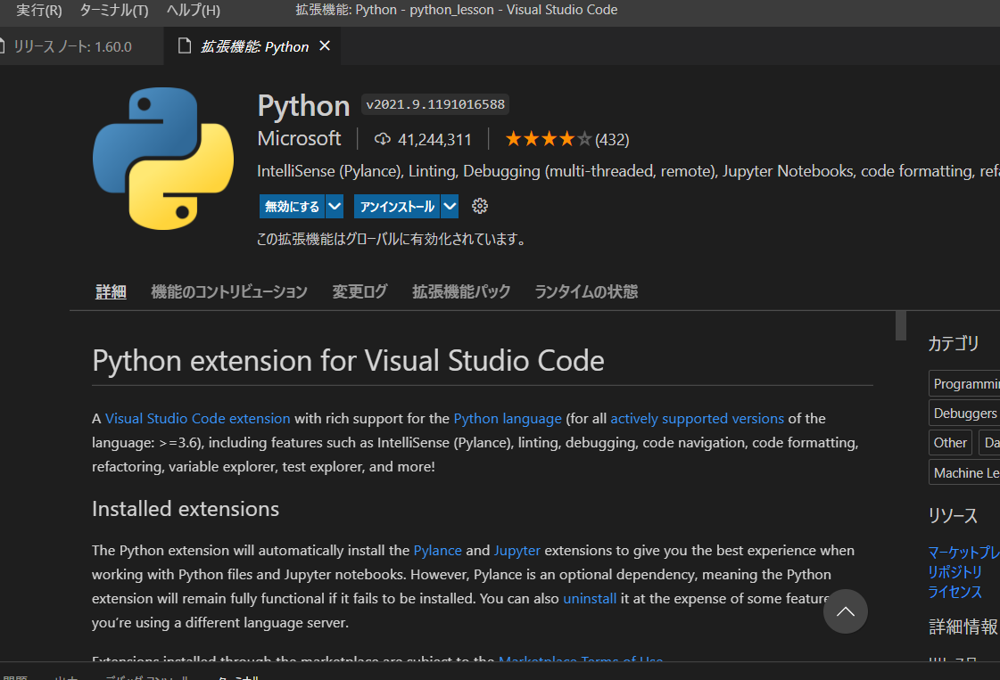 実行(R) ターミナル(T) ヘルプ(H) 拡張機能: Python - python_lesson - Visual Studio Code
リリース ノート: 1.60.0 拡張機能: Python
Python v2021.9.1191016588
Microsoft 41,244,311 (432)
IntelliSense (Pylance), Linting, Debugging (multi-threaded, remote), Jupyter Notebooks, code formatting,
無効にする アンインストール
この拡張機能はグローバルに有効化されています。
詳細 機能のコントリビューション 変更ログ 拡張機能パック ランタイムの状態
Python extension for Visual Studio Code
A Visual Studio Code extension with rich support for the Python language (for all actively supported versions of the
language: >=3.6), including features such as IntelliSense (Pylance), linting, debugging, code navigation, code formatting,
refactoring, variable explorer, test explorer, and more!
Installed extensions
The Python extension will automatically install the Pylance and Jupyter extensions to give you the best experience when
working with Python files and Jupyter notebooks. However, Pylance is an optional dependency, meaning the Python
extension will remain fully functional if it fails to be installed. You can also uninstall it at the expense of some feature
you're using a different language server.
Extensions installed through the marketplace are subject to the Marketplace Terms of Use
カテゴリ
Programmi
Debuggers
Other Da
Machine Le
リソース
マーケットプレ
リポジトリ
ライセンス
詳細情報